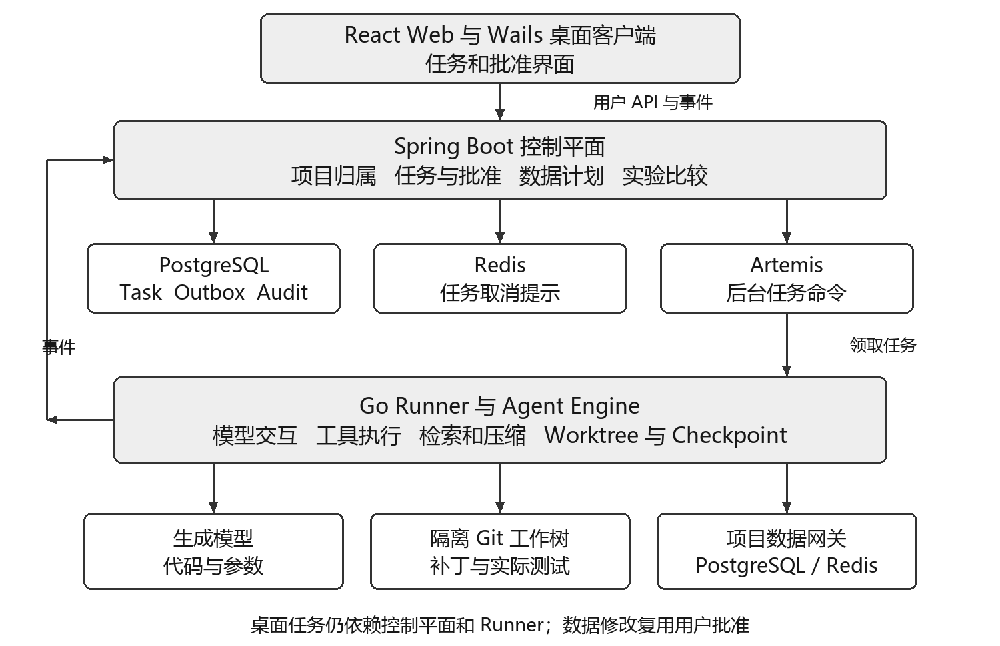 React Web 与 Wails 桌面客户端
任务和批准界面
用户 API 与事件
Spring Boot 控制平面
项目归属 任务与批准 数据计划 实验比较
PostgreSQL
Task Outbox Audit
Redis
任务取消提示
Artemis
后台任务命令
事件
领取任务
Go Runner 与 Agent Engine
模型交互 工具执行 检索和压缩 Worktree 与 Checkpoint
生成模型
代码与参数
隔离 Git 工作树
补丁与实际测试
项目数据网关
PostgreSQL / Redis
桌面任务仍依赖控制平面和 Runner；数据修改复用用户批准